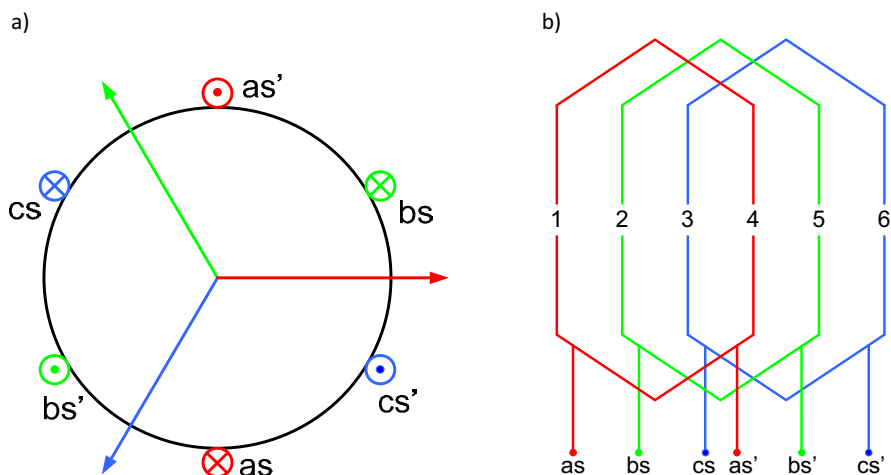 a)
as’
cs
bs
bs’
cs’
as
b)
1 2 3 4 5 6
as bs cs as’ bs’ cs’